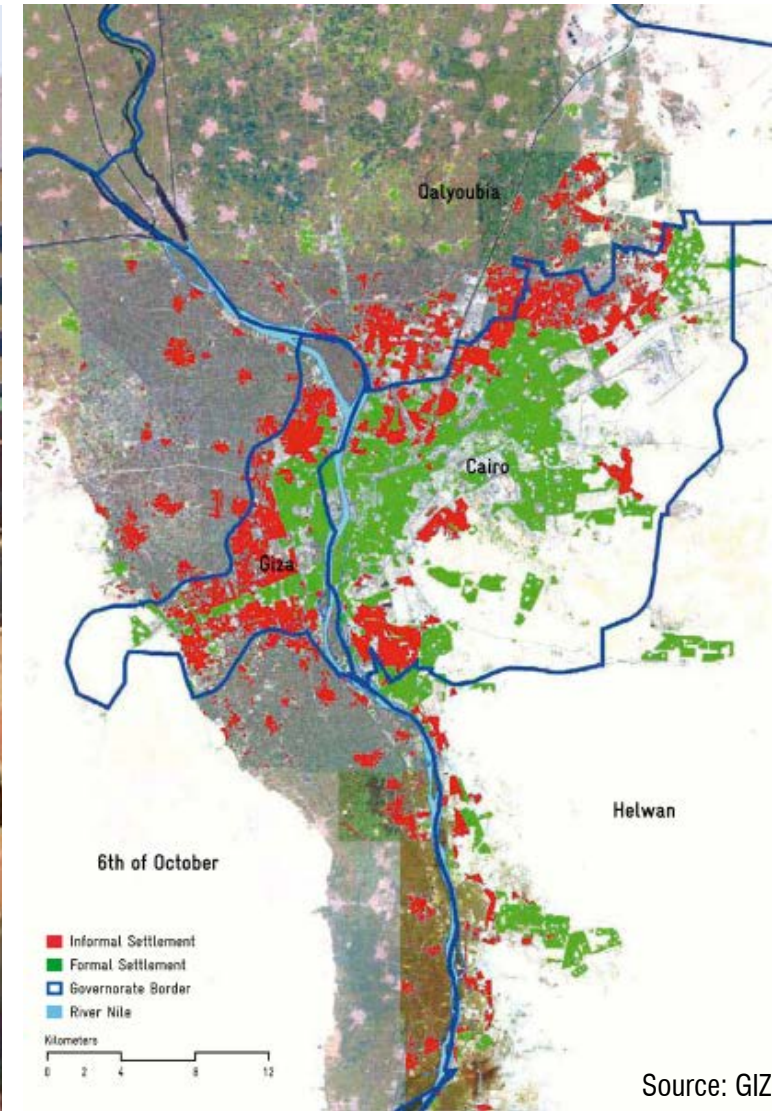 Qalyoubia
Cairo
Giza
Helwan
6th of October
Informal Settlement
Formal Settlement
Governorate Border
River Nile
Kilometers
0 2 4 8 12
Source: GIZ